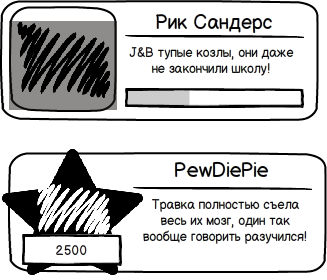 Рик Сандерс
J&B тупые козлы, они даже
не закончили школу!
PewDiePie
Травка полностью съела
весь их мозг, один так
вообще говорить разучился!
2500